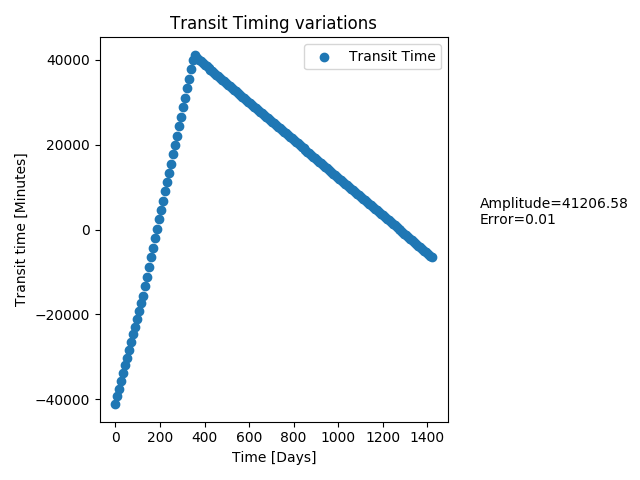 Transit Timing variations
Transit Time
40000
20000
0
−20000
−40000
Transit time [Minutes]
0 200 400 600 800 1000 1200 1400
Time [Days]
Amplitude=41206.58
Error=0.01